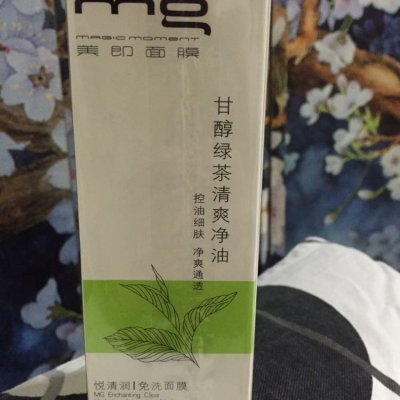 mg
MAGIC MOMENT
美即面膜
甘醇绿茶清爽净油
控油细肤 净爽通透
悦清润|免洗面膜
MG Enchanting Clear